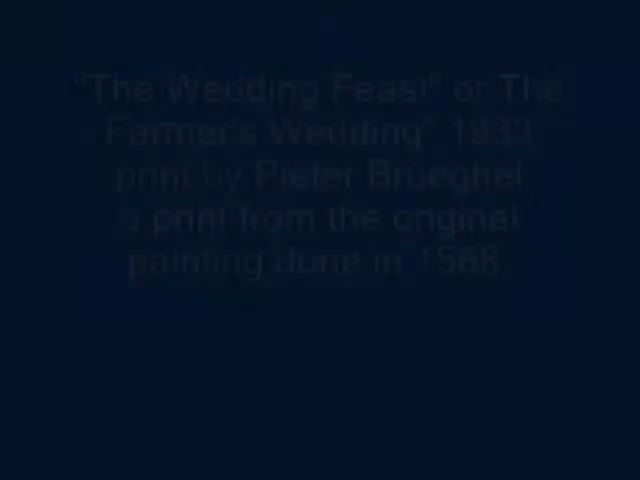 "The Wedding Feast" or The
Farmer's Wedding" 1933
print by Pieter Brueghel
a print from the original
painting done in 1568